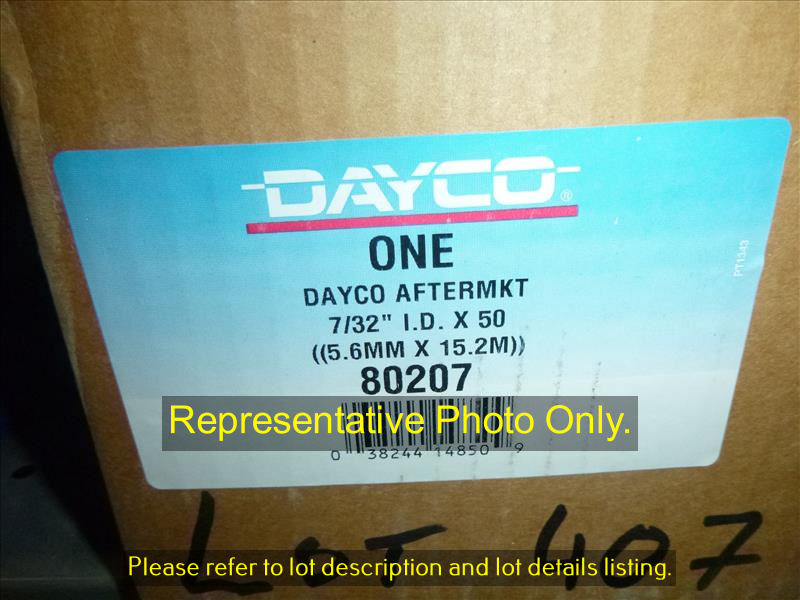 DAYCO®
ONE
DAYCO AFTERMKT
7/32" I.D. X 50
((5.6MM X 15.2M))
80207
Representative Photo Only.
0 38244 14850 9
PT1343
LOT 407
Please refer to lot description and lot details listing.